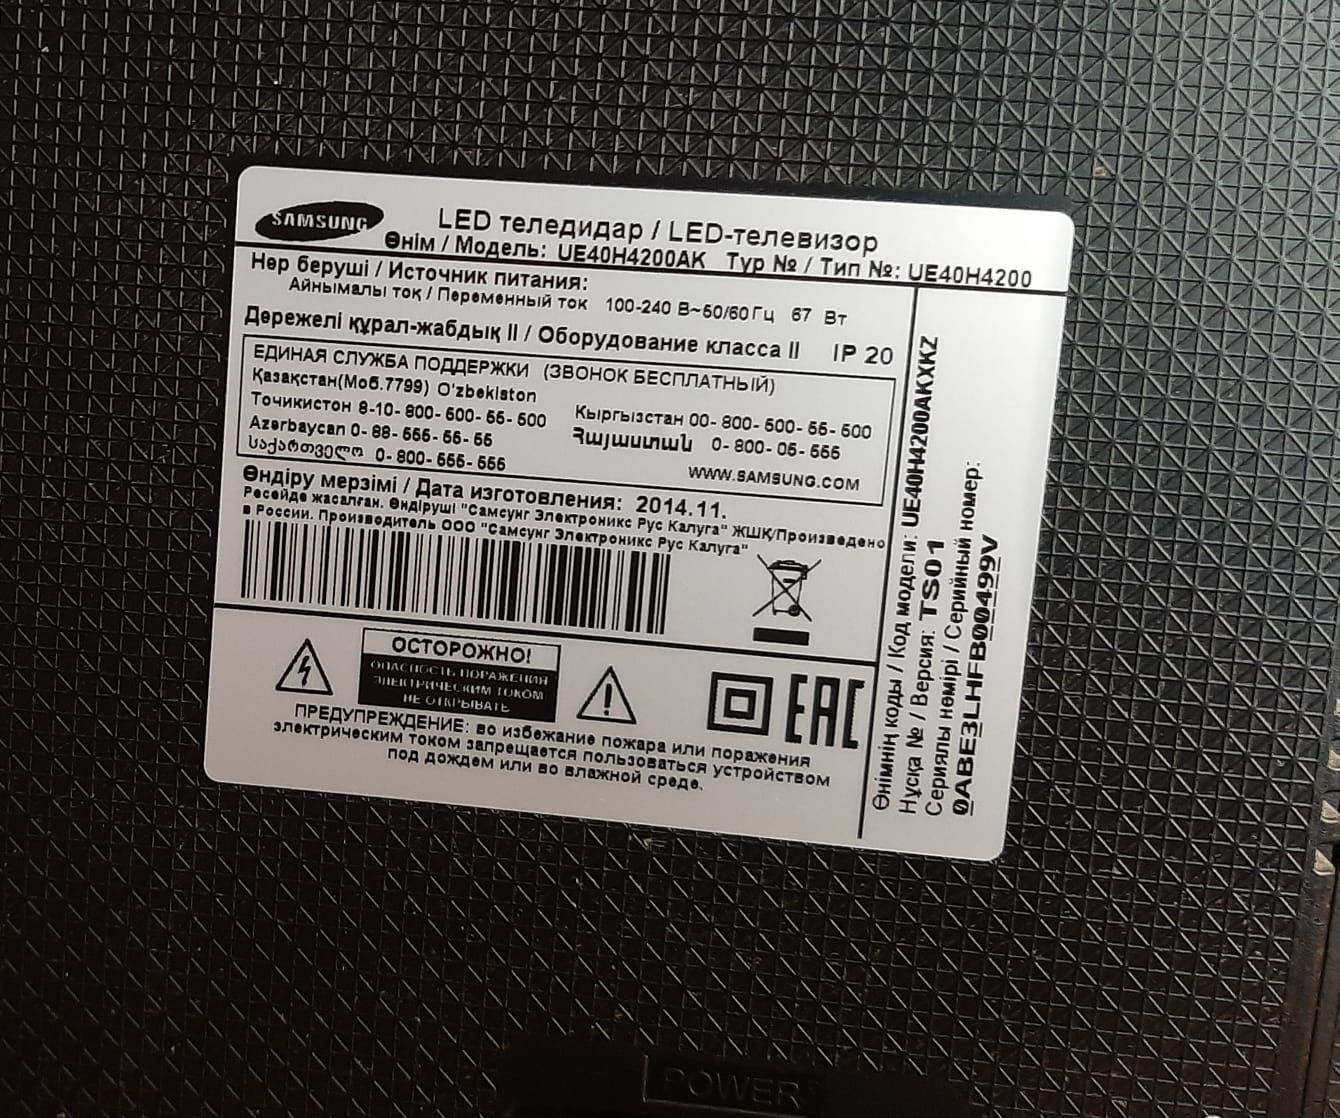 SAMSUNG
LED теледидар / LED-телевизор
Өнім / Модель: UE40H4200AK Тур № / Тип №: UE40H4200
Нәр беруші / Источник питания:
Айнымалы ток / Переменный ток 100-240 В~50/60Гц 67 Вт
Дережелі құрал-жабдық II / Оборудование класса II IP 20
ЕДИНАЯ СЛУЖБА ПОДДЕРЖКИ (ЗВОНОК БЕСПЛАТНЫЙ)
Қазақстан(Моб.7799) O'zbekiston
Точикистон 8-10-800-500-55-500 Кыргызстан 00-800-500-55-500
Azərbaycan 0-88-555-55-55 Հայաստան 0-800-05-555
საქართველო 0-800-555-555 WWW.SAMSUNG.COM
Өндіру мерзімі / Дата изготовления: 2014.11.
Ресейде жасалған. Өндіруші "Самсунг Электроникс Рус Калуга" ЖШҚ/Произведено
в России. Производитель ООО "Самсунг Электроникс Рус Калуга"
ОСТОРОЖНО!
ОПАСНОСТЬ ПОРАЖЕНИЯ
ЭЛЕКТРИЧЕСКИМ ТОКОМ
НЕ ОТКРЫВАТЬ
EAC
ПРЕДУПРЕЖДЕНИЕ: во избежание пожара или поражения
электрическим током запрещается пользоваться устройством
под дождем или во влажной среде.
Өнімнің коды / Код модели: UE40H4200AKXKZ
Нұсқа № / Версия: TS01
Сериялы нөмірі / Серийный номер:
0ABE3LHFB00499V
POWER